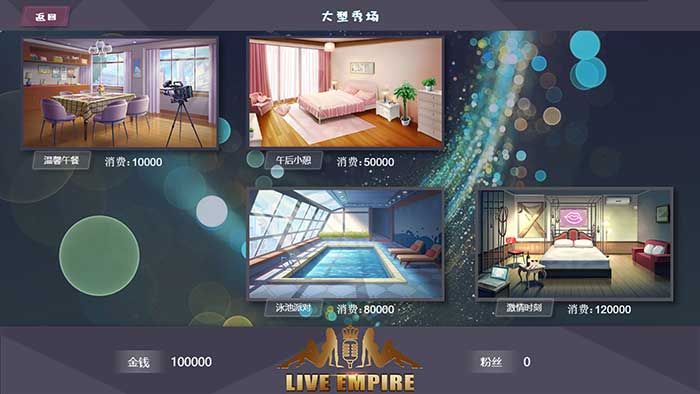 返回
大型秀场
温馨午餐 消费:10000
午后小憩 消费:50000
泳池派对 消费:80000
激情时刻 消费:120000
金钱 100000
LIVE EMPIRE
粉丝 0